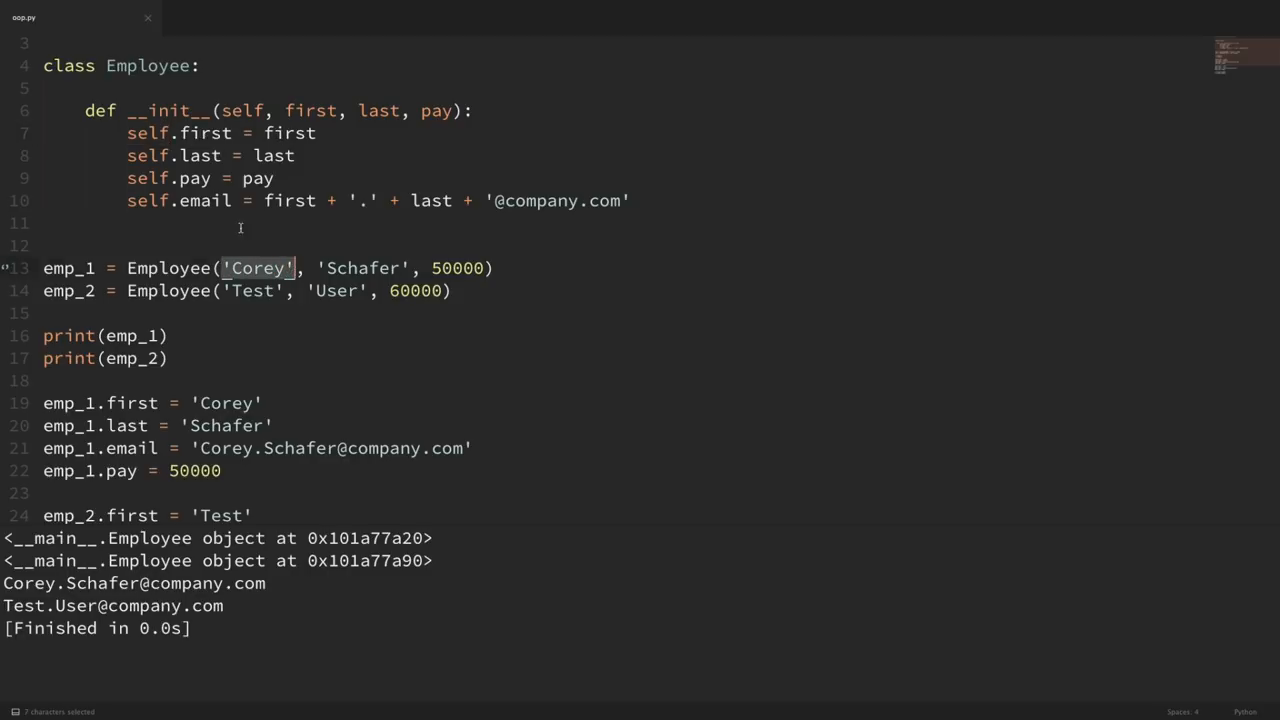 oop.py ×
3
4 class Employee:
5
6     def __init__(self, first, last, pay):
7         self.first = first
8         self.last = last
9         self.pay = pay
10         self.email = first + '.' + last + '@company.com'
11
12
13 emp_1 = Employee('Corey', 'Schafer', 50000)
14 emp_2 = Employee('Test', 'User', 60000)
15
16 print(emp_1)
17 print(emp_2)
18
19 emp_1.first = 'Corey'
20 emp_1.last = 'Schafer'
21 emp_1.email = 'Corey.Schafer@company.com'
22 emp_1.pay = 50000
23
24 emp_2.first = 'Test'
<__main__.Employee object at 0x101a77a20>
<__main__.Employee object at 0x101a77a90>
Corey.Schafer@company.com
Test.User@company.com
[Finished in 0.0s]
7 characters selected Spaces: 4 Python